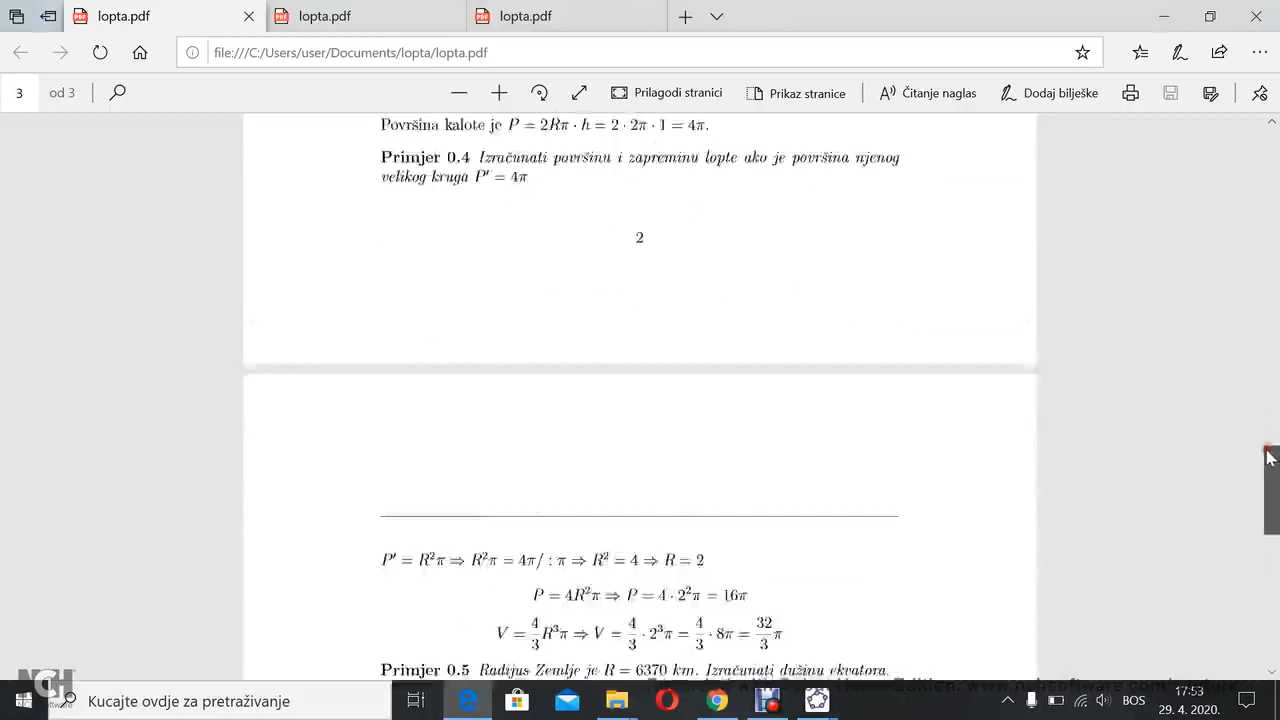 lopta.pdf
lopta.pdf
lopta.pdf
file:///C:/Users/user/Documents/lopta/lopta.pdf
3 od 3 Prilagodi stranici Prikaz stranice Čitanje naglas Dodaj bilješke
Površina kalote je P = 2Rπ · h = 2 · 2π · 1 = 4π.
Primjer 0.4 Izračunati površinu i zapreminu lopte ako je površina njenog
velikog kruga P' = 4π
2
P' = R²π ⇒ R²π = 4π/ : π ⇒ R² = 4 ⇒ R = 2
P = 4R²π ⇒ P = 4 · 2²π = 16π
V = 4/3 R³π ⇒ V = 4/3 · 2³π = 4/3 · 8π = 32/3 π
Primjer 0.5 Radijus Zemlje je R = 6370 km. Izračunati dužinu ekvatora,
NCH
Kucajte ovdje za pretraživanje
BOS
17:53
29. 4. 2020.